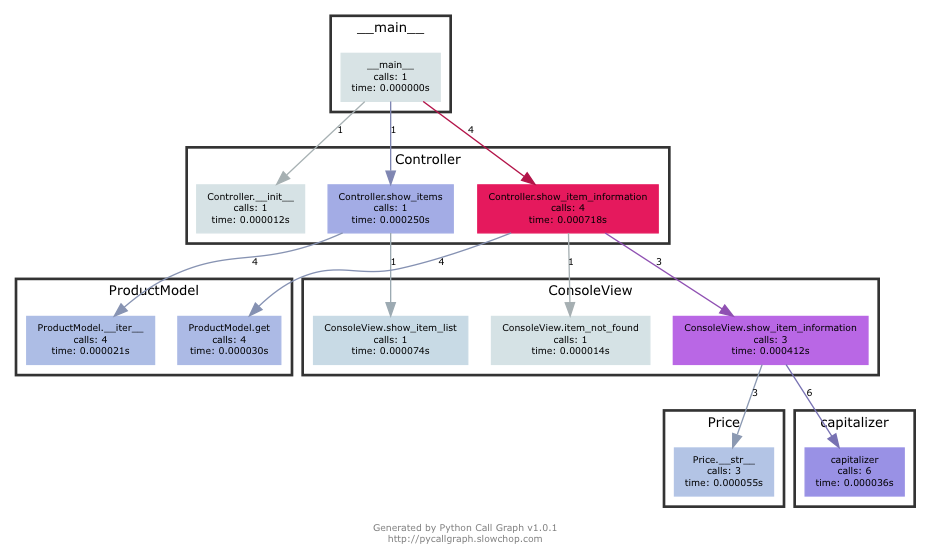 __main__
__main__
calls: 1
time: 0.000000s
1
1
4
Controller
Controller.__init__
calls: 1
time: 0.000012s
Controller.show_items
calls: 1
time: 0.000250s
Controller.show_item_information
calls: 4
time: 0.000718s
4
1
4
1
3
ProductModel
ProductModel.__iter__
calls: 4
time: 0.000021s
ProductModel.get
calls: 4
time: 0.000030s
ConsoleView
ConsoleView.show_item_list
calls: 1
time: 0.000074s
ConsoleView.item_not_found
calls: 1
time: 0.000014s
ConsoleView.show_item_information
calls: 3
time: 0.000412s
3
6
Price
Price.__str__
calls: 3
time: 0.000055s
capitalizer
capitalizer
calls: 6
time: 0.000036s
Generated by Python Call Graph v1.0.1
http://pycallgraph.slowchop.com